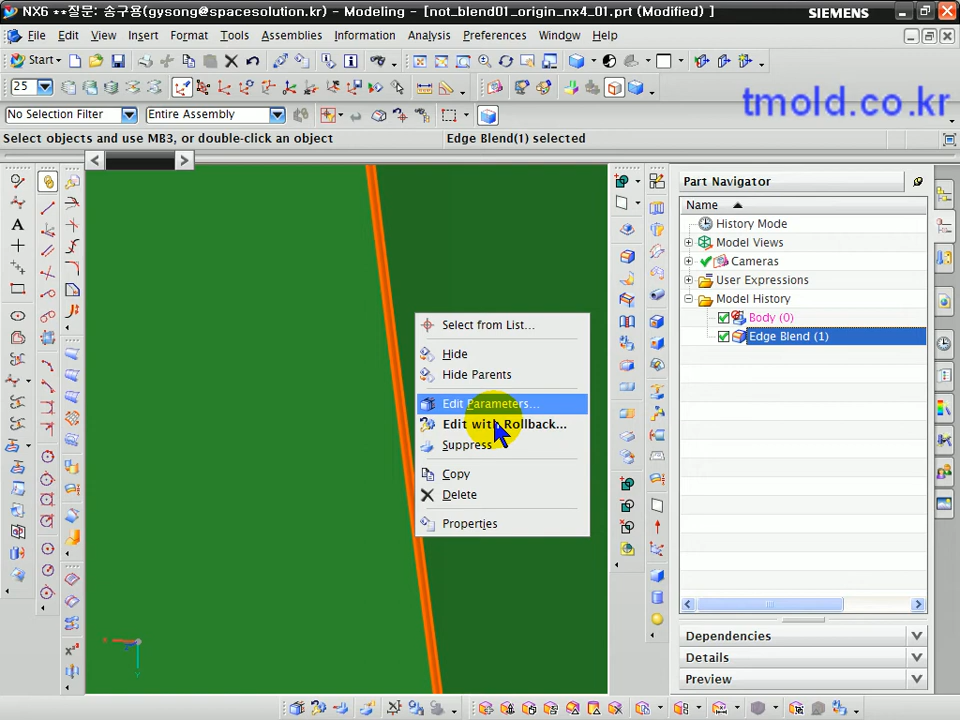 NX6 **질문: 송구용(gysong@spacesolution.kr) - Modeling - [not_blend01_origin_nx4_01.prt (Modified) ]
SIEMENS
File Edit View Insert Format Tools Assemblies Information Analysis Preferences Window Help
Start
25
tmold.co.kr
No Selection Filter
Entire Assembly
Select objects and use MB3, or double-click an object
Edge Blend(1) selected
Part Navigator
Name
History Mode
Model Views
Cameras
User Expressions
Model History
Body (0)
Edge Blend (1)
Select from List...
Hide
Hide Parents
Edit Parameters...
Edit with Rollback...
Suppress
Copy
Delete
Properties
Dependencies
Details
Preview